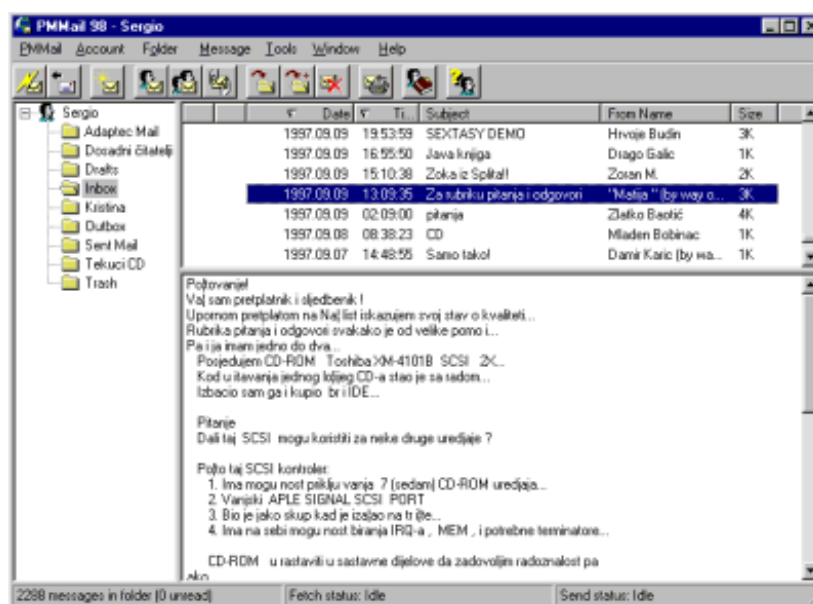 PMMail 98 - Sergio
PMMail Account Folder Message Tools Window Help
Sergio
Adaptec Mail
Dosadni čitatelji
Drafts
Inbox
Kristina
Outbox
Sent Mail
Tekuci CD
Trash
Date Ti... Subject From Name Size
1997.09.09 19:53:59 SEXTASY DEMO Hrvoje Budin 3K
1997.09.09 16:55:50 Java knjiga Drago Galic 1K
1997.09.09 15:10:38 Zoka iz Splita!! Zoran M. 2K
1997.09.09 13:09:35 Za rubriku pitanja i odgovori "Matija" (by way o... 3K
1997.09.09 02:09:00 pitanja Zlatko Baotić 4K
1997.09.08 08:38:23 CD Mladen Bobinac 1K
1997.09.07 14:48:55 Samo tako! Damir Karic (by wa... 1K
Po|tovanje!
Va| sam pretplatnik i sljedbenik !
Upornom pretplatom na Na| list iskazujem svoj stav o kvaliteti...
Rubrika pitanja i odgovori svakako je od velike pomo i...
Pa i ja imam jedno do dva...
Posjedujem CD-ROM Toshiba XM-4101B SCSI 2X...
Kod u itavanja jednog lo|ijeg CD-a stao je sa radom...
Izbacio sam ga i kupio br i IDE...
Pitanje
Dali taj SCSI mogu koristiti za neke druge uredjaje ?
Po|to taj SCSI kontroler:
1. Ima mogu nost priklju vanja 7 (sedam) CD-ROM uredjaja...
2. Vanjski APLE SIGNAL SCSI PORT
3. Bio je jako skup kad je iza|ao na tr i|te...
4. Ima na sebi mogu nost biranja IRQ-a , MEM , i potrebne terminatore...
CD-ROM u rastaviti u sastavne dijelove da zadovoljim radoznalost pa
ako
2288 messages in folder (0 unread) Fetch status: Idle Send status: Idle